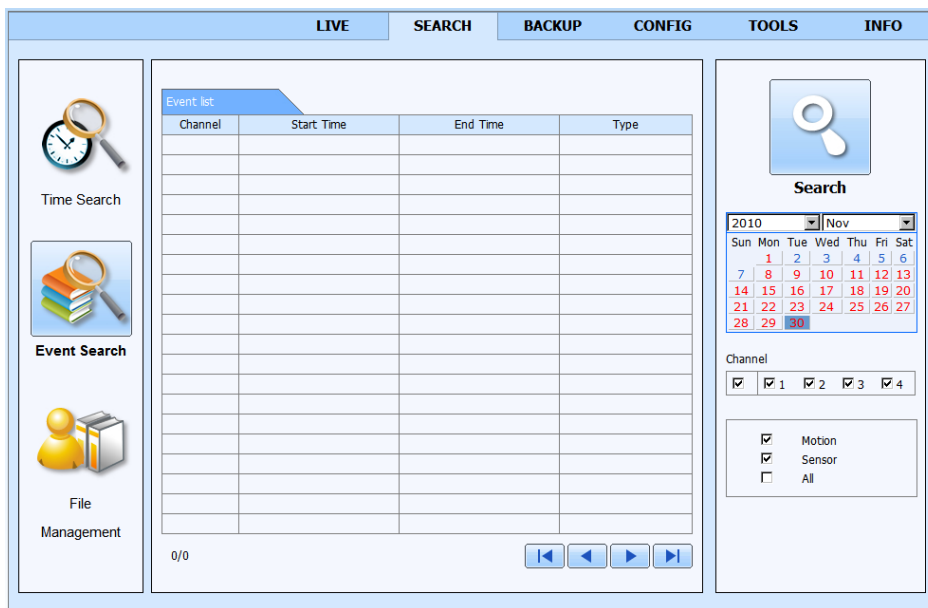 LIVE SEARCH BACKUP CONFIG TOOLS INFO
Time Search
Event Search
File
Management
Event list
Channel Start Time End Time Type
0/0
Search
2010 Nov
Sun Mon Tue Wed Thu Fri Sat
1 2 3 4 5 6
7 8 9 10 11 12 13
14 15 16 17 18 19 20
21 22 23 24 25 26 27
28 29 30
Channel
1 2 3 4
Motion
Sensor
All